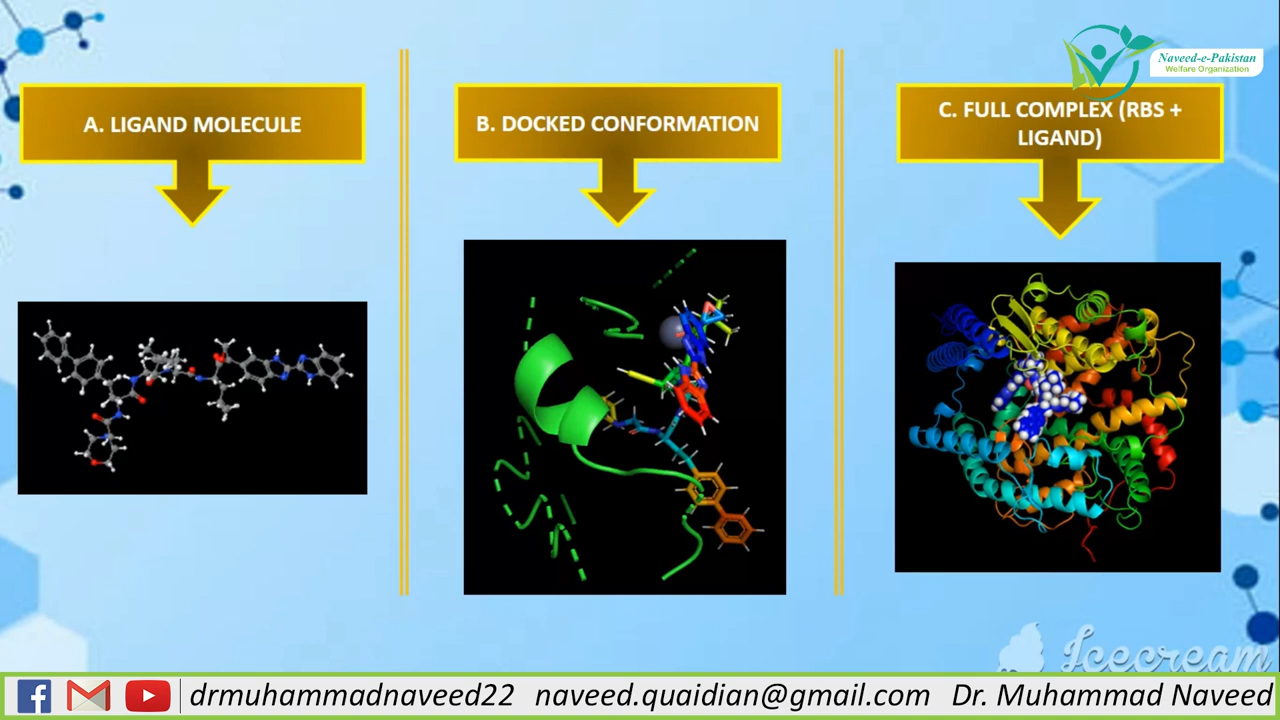 Naveed-e-Pakistan
Welfare Organization
A. LIGAND MOLECULE
B. DOCKED CONFORMATION
C. FULL COMPLEX (RBS +
LIGAND)
Icecream
drmuhammadnaveed22 naveed.quaidian@gmail.com Dr. Muhammad Naveed